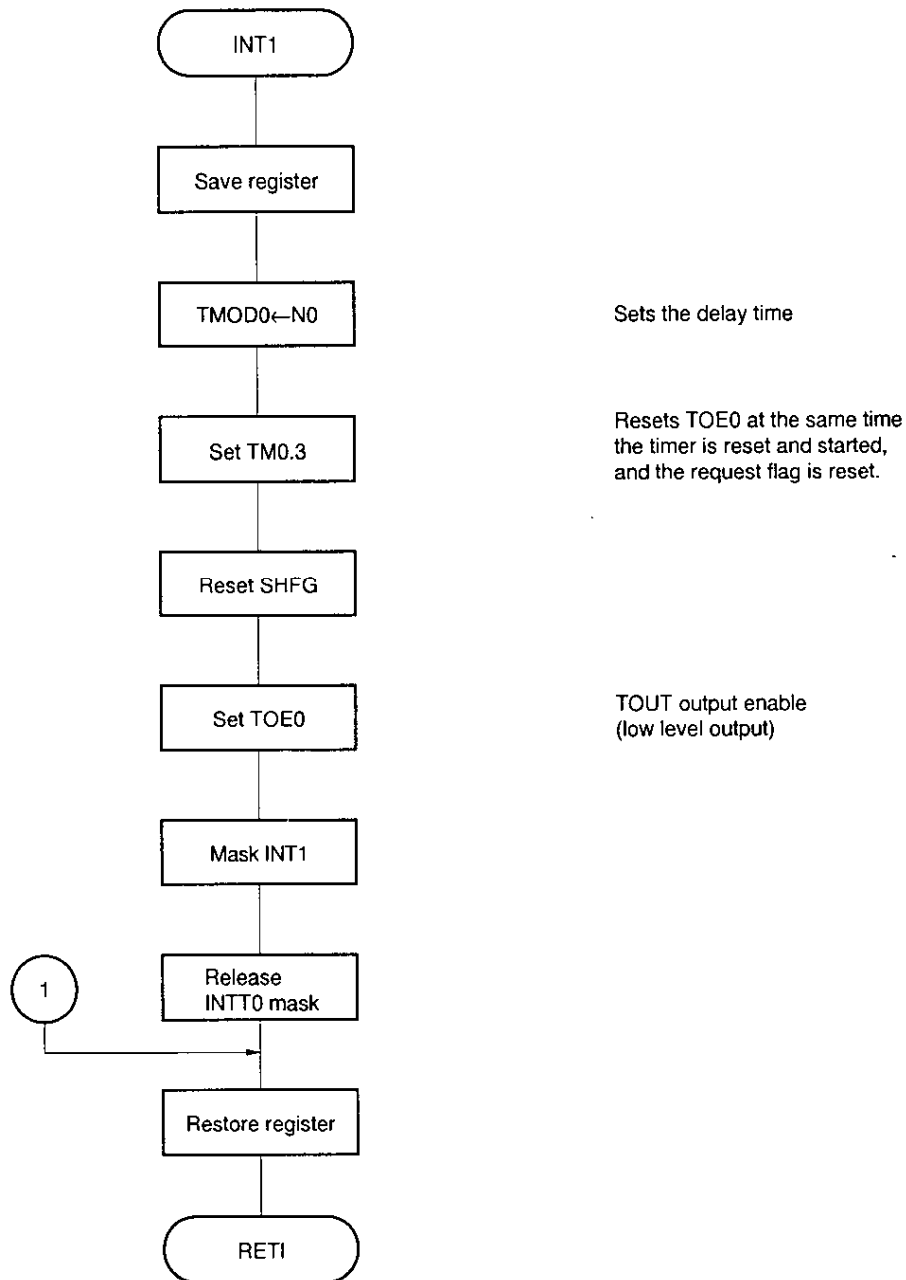 INT1
Save register
TMOD0←N0
Sets the delay time
Set TM0.3
Resets TOE0 at the same time
the timer is reset and started,
and the request flag is reset.
Reset SHFG
Set TOE0
TOUT output enable
(low level output)
Mask INT1
Release
INTT0 mask
1
Restore register
RETI